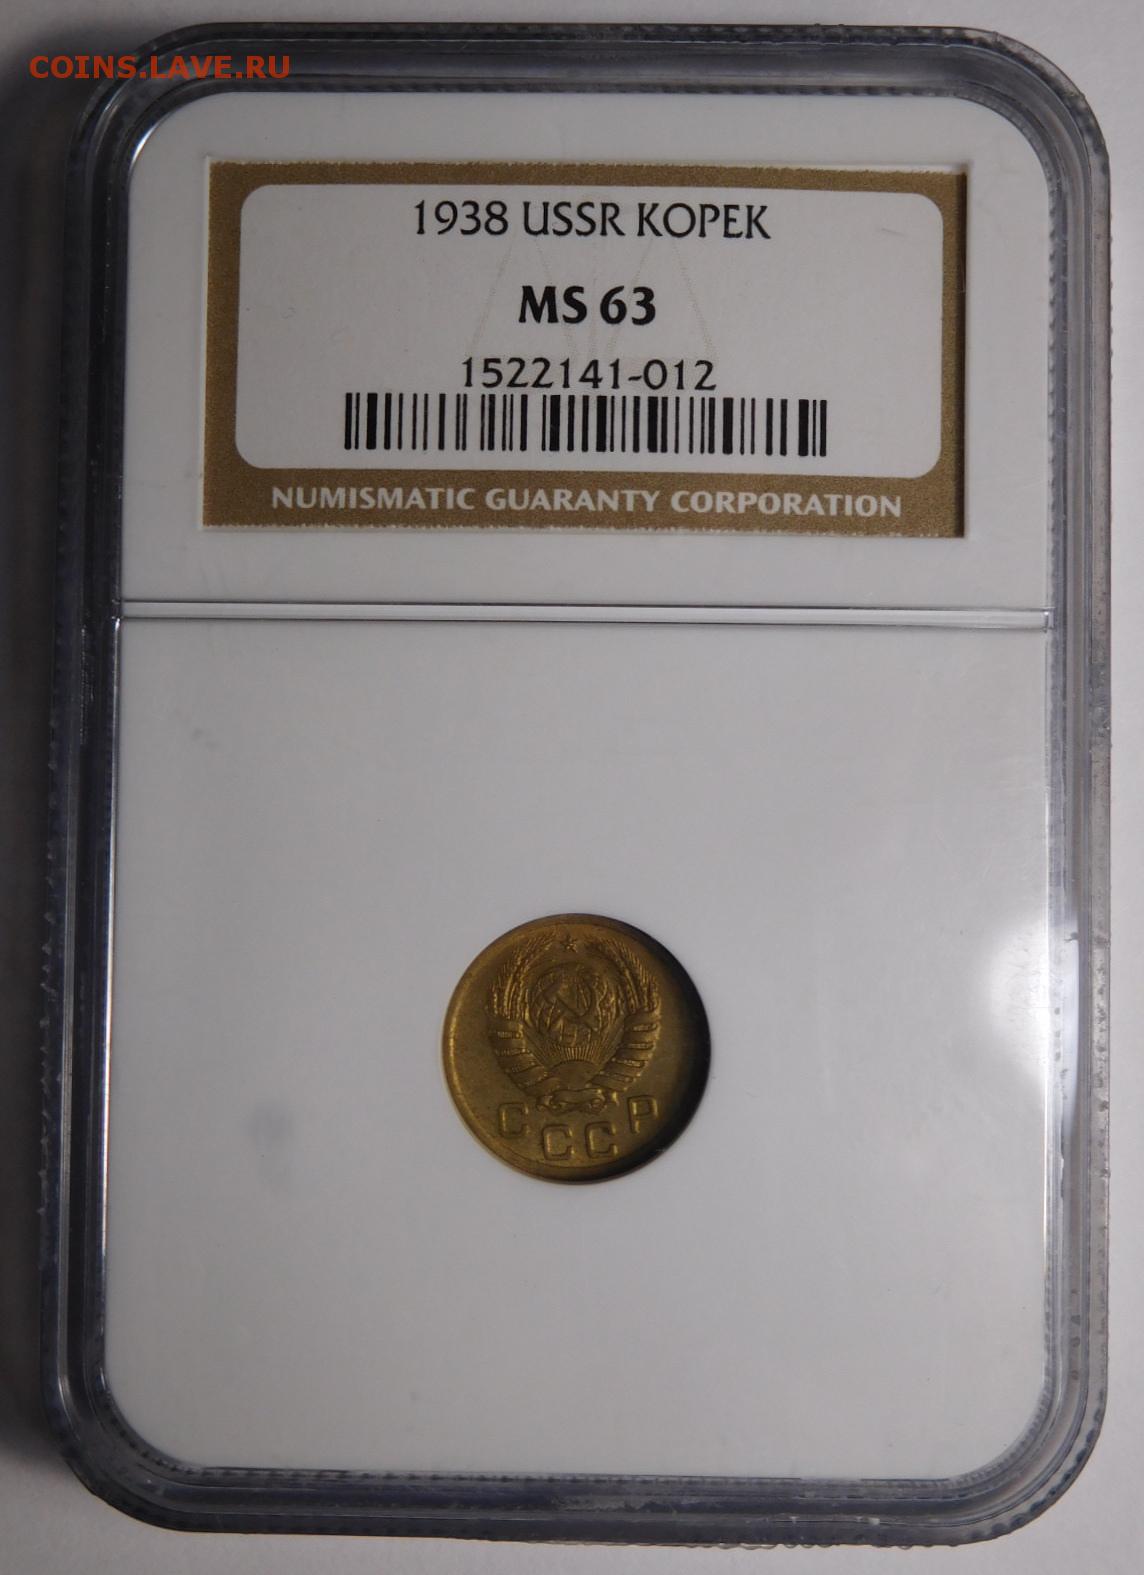 COINS.LAVE.RU
1938 USSR KOPEK
MS 63
1522141-012
NUMISMATIC GUARANTY CORPORATION
СССР